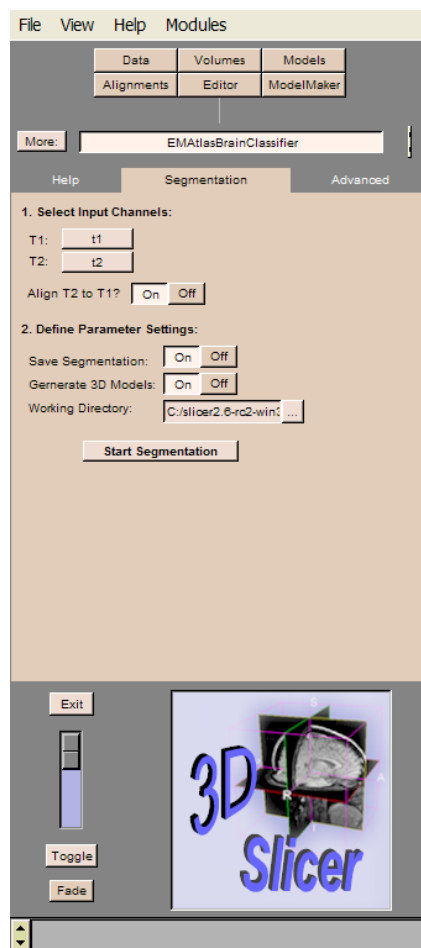 File View Help Modules
Data Volumes Models
Alignments Editor ModelMaker
More: EMAtlasBrainClassifier
Help Segmentation Advanced
1. Select Input Channels:
T1: t1
T2: t2
Align T2 to T1? On Off
2. Define Parameter Settings:
Save Segmentation: On Off
Gernerate 3D Models: On Off
Working Directory: C:/slicer2.6-rc2-win3 ...
Start Segmentation
Exit
S
A
R
I
3D
Slicer
Toggle
Fade